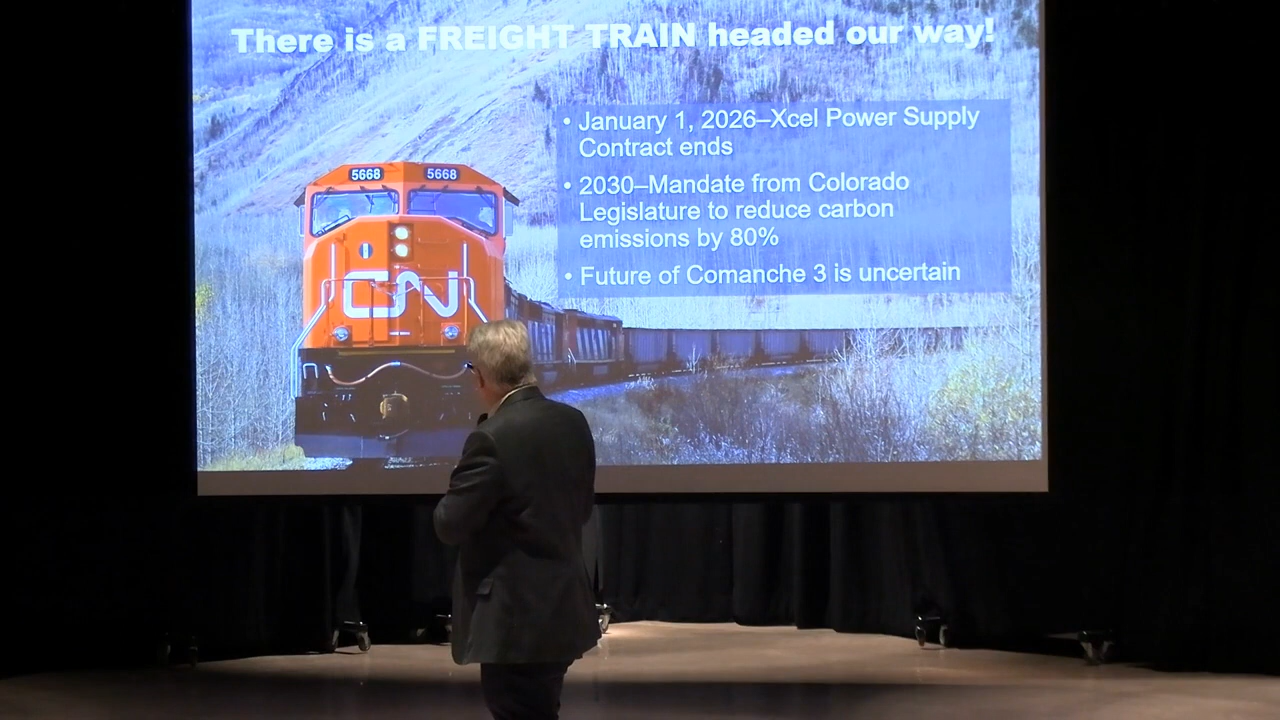 There is a FREIGHT TRAIN headed our way!
• January 1, 2026–Xcel Power Supply
Contract ends
• 2030–Mandate from Colorado
Legislature to reduce carbon
emissions by 80%
• Future of Comanche 3 is uncertain
5668 5668
CN